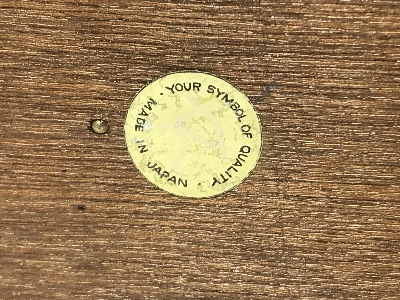 · YOUR SYMBOL OF QUALITY ·
MADE IN JAPAN